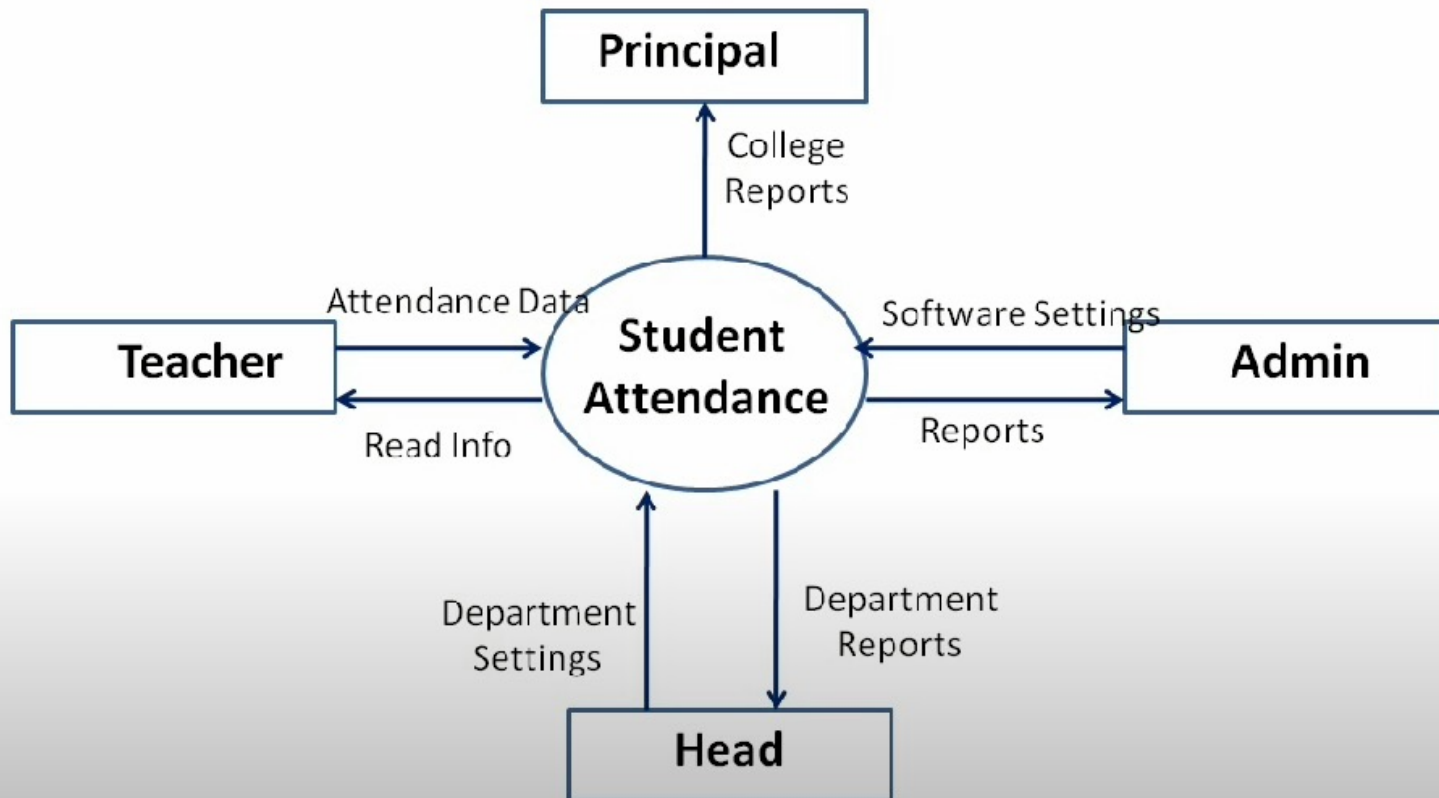 Principal
College
Reports
Attendance Data
Software Settings
Teacher
Student
Attendance
Admin
Read Info
Reports
Department
Settings
Department
Reports
Head